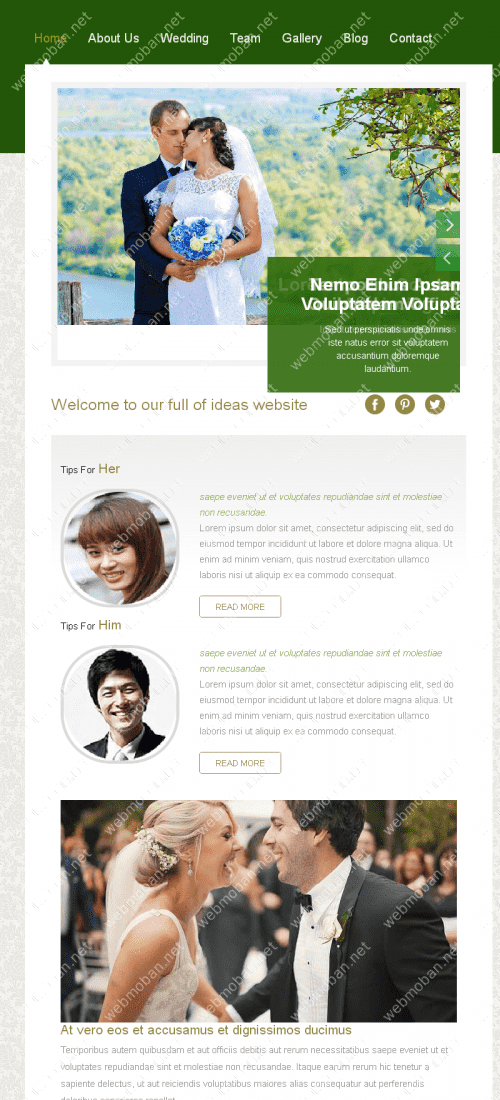 Home About Us Wedding Team Gallery Blog Contact
Nemo Enim Ipsam
Voluptatem Volupta
Sed ut perspiciatis unde omnis
iste natus error sit voluptatem
accusantium doloremque
laudantium.
Welcome to our full of ideas website
Tips For Her
saepe eveniet ut et voluptates repudiandae sint et molestiae
non recusandae.
Lorem ipsum dolor sit amet, consectetur adipiscing elit, sed do
eiusmod tempor incididunt ut labore et dolore magna aliqua. Ut
enim ad minim veniam, quis nostrud exercitation ullamco
laboris nisi ut aliquip ex ea commodo consequat.
READ MORE
Tips For Him
saepe eveniet ut et voluptates repudiandae sint et molestiae
non recusandae.
Lorem ipsum dolor sit amet, consectetur adipiscing elit, sed do
eiusmod tempor incididunt ut labore et dolore magna aliqua. Ut
enim ad minim veniam, quis nostrud exercitation ullamco
laboris nisi ut aliquip ex ea commodo consequat.
READ MORE
At vero eos et accusamus et dignissimos ducimus
Temporibus autem quibusdam et aut officiis debitis aut rerum necessitatibus saepe eveniet ut et
voluptates repudiandae sint et molestiae non recusandae. Itaque earum rerum hic tenetur a
sapiente delectus, ut aut reiciendis voluptatibus maiores alias consequatur aut perferendis
webmoban.net